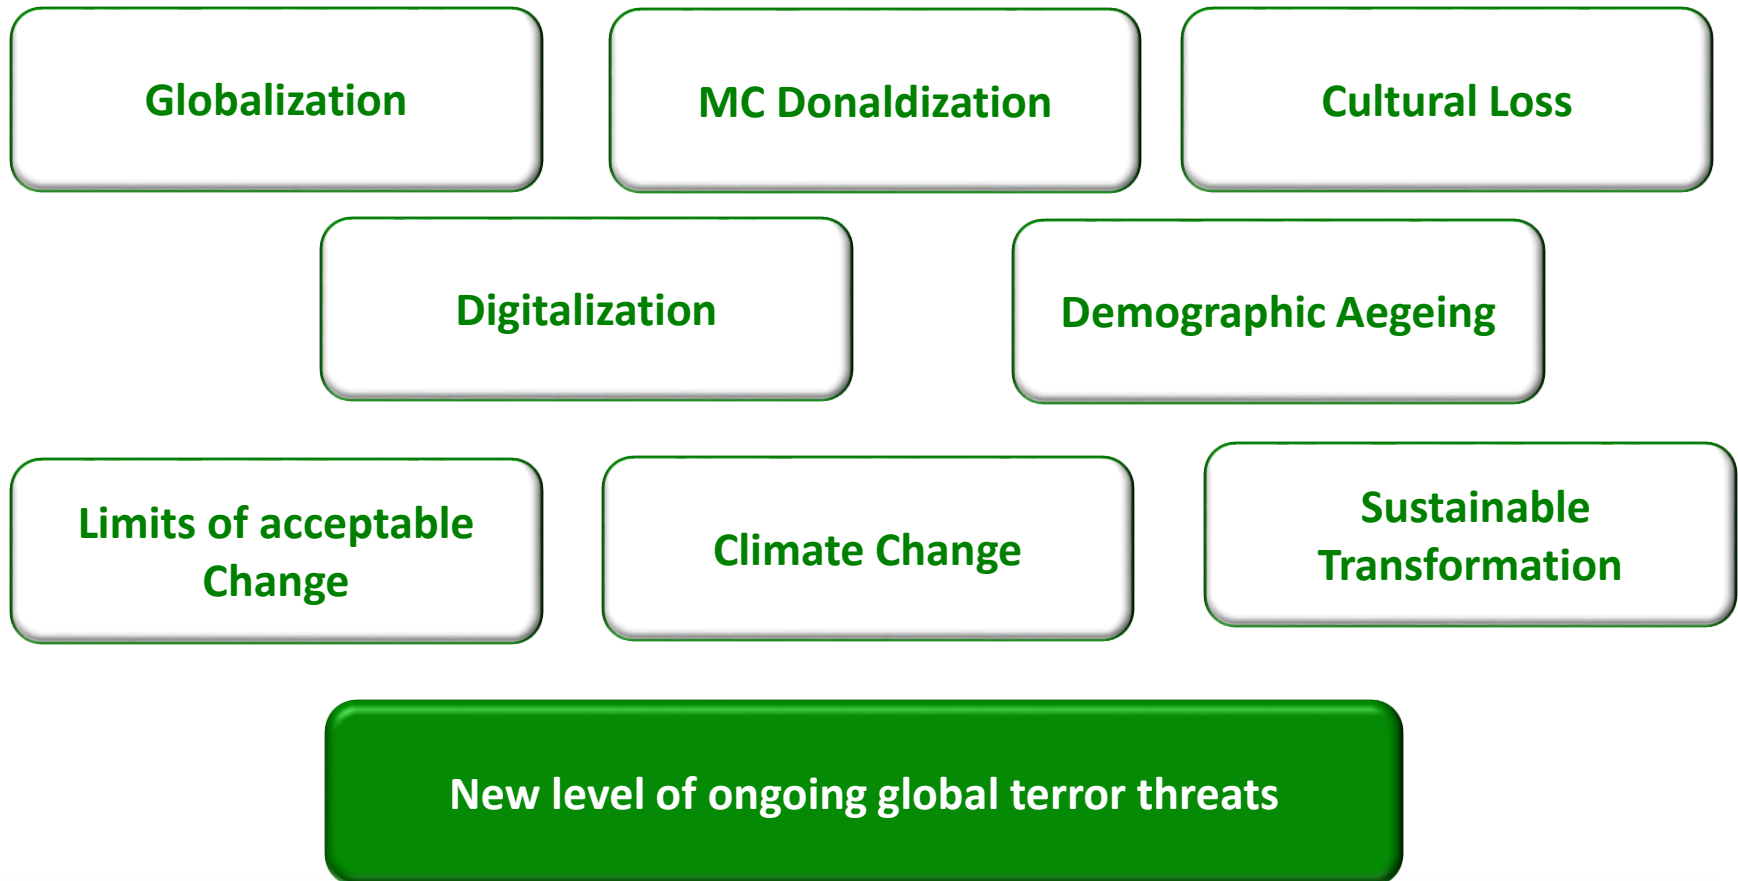 Globalization
MC Donaldization
Cultural Loss
Digitalization
Demographic Aegeing
Limits of acceptable
Change
Climate Change
Sustainable
Transformation
New level of ongoing global terror threats